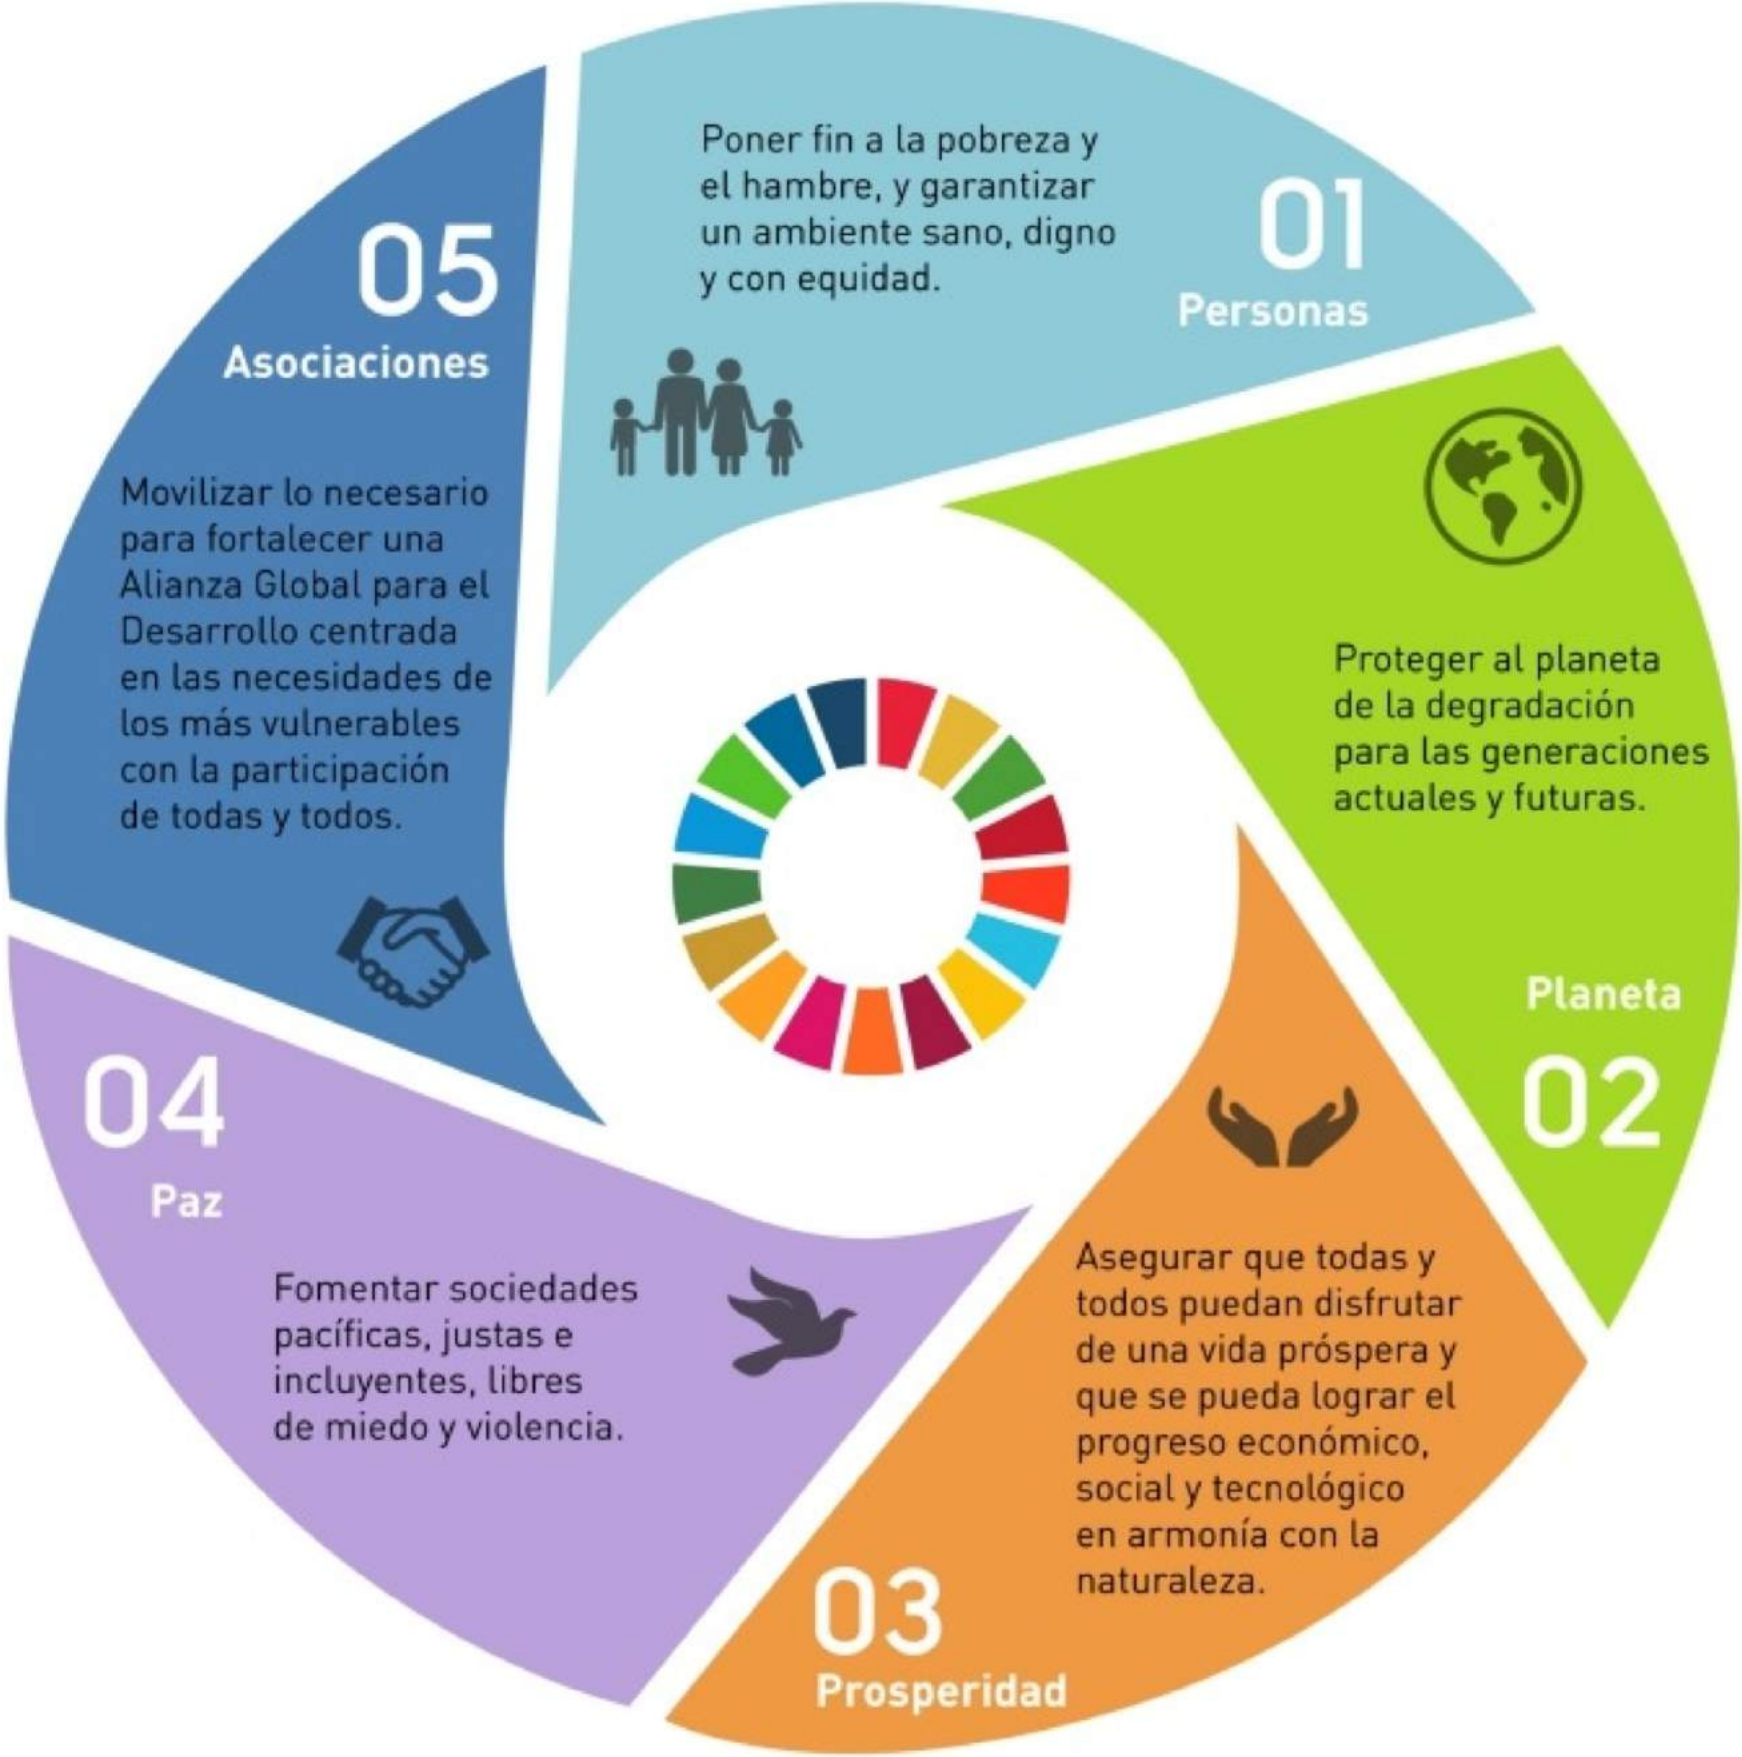 Poner fin a la pobreza y
el hambre, y garantizar
un ambiente sano, digno
y con equidad.
01
Personas
Proteger al planeta
de la degradación
para las generaciones
actuales y futuras.
Planeta
02
Asegurar que todas y
todos puedan disfrutar
de una vida próspera y
que se pueda lograr el
progreso económico,
social y tecnológico
en armonía con la
naturaleza.
03
Prosperidad
04
Paz
Fomentar sociedades
pacíficas, justas e
incluyentes, libres
de miedo y violencia.
05
Asociaciones
Movilizar lo necesario
para fortalecer una
Alianza Global para el
Desarrollo centrada
en las necesidades de
los más vulnerables
con la participación
de todas y todos.